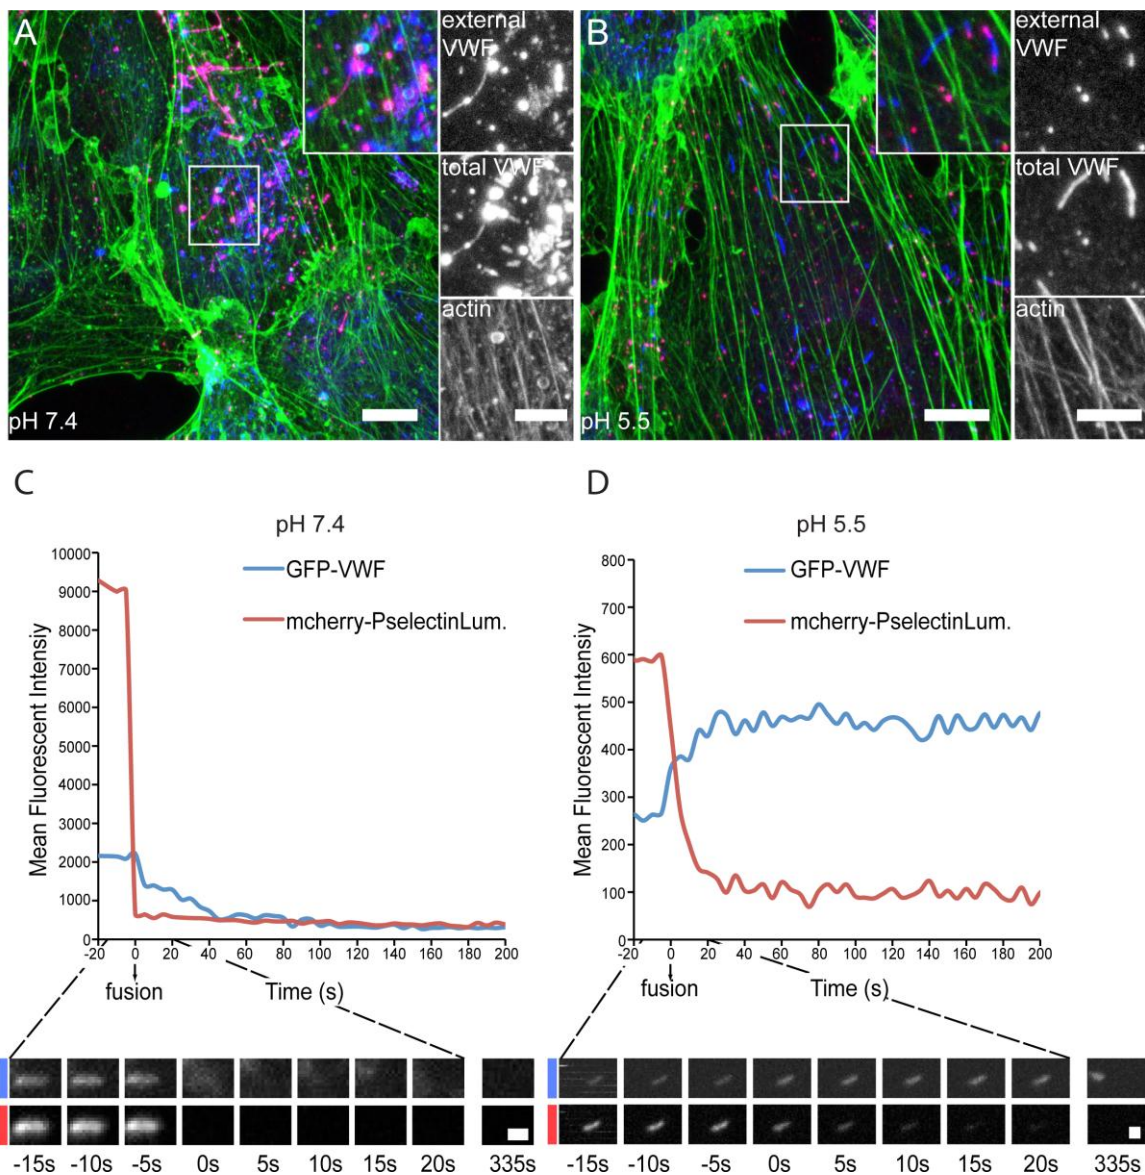 A
external
VWF
total VWF
actin
pH 7.4
B
external
VWF
total VWF
actin
pH 5.5
C
pH 7.4
GFP-VWF
mcherry-PselectinLum.
Mean Fluorescent Intensiy
10000
9000
8000
7000
6000
5000
4000
3000
2000
1000
0
-20 0 20 40 60 80 100 120 140 160 180 200
fusion
Time (s)
-15s -10s -5s 0s 5s 10s 15s 20s 335s
D
pH 5.5
GFP-VWF
mcherry-PselectinLum.
Mean Fluorescent Intensiy
800
700
600
500
400
300
200
100
0
-20 0 20 40 60 80 100 120 140 160 180 200
fusion
Time (s)
-15s -10s -5s 0s 5s 10s 15s 20s 335s